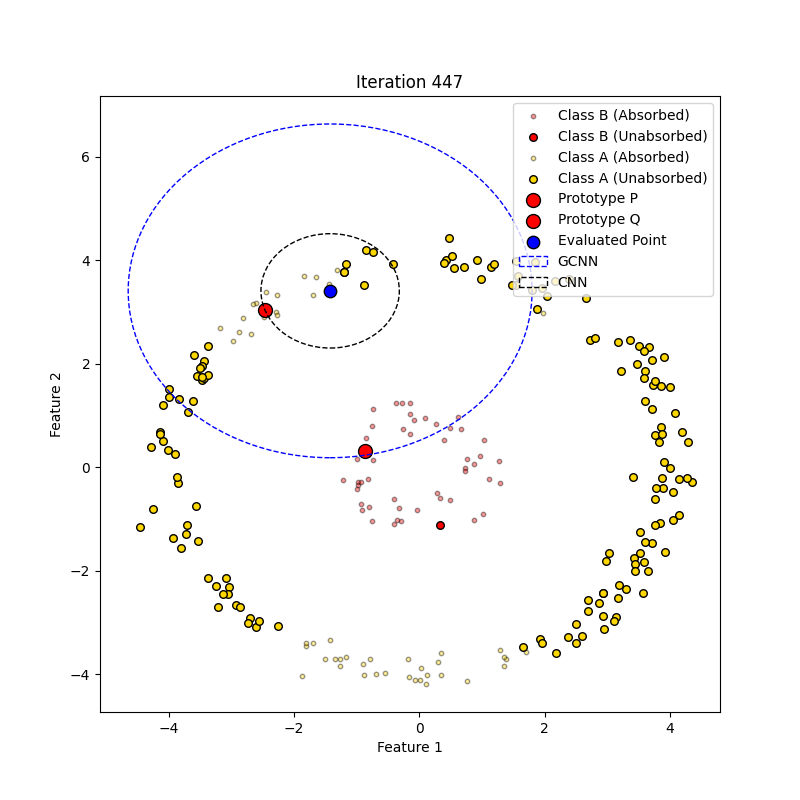 Iteration 447
Class B (Absorbed)
Class B (Unabsorbed)
Class A (Absorbed)
Class A (Unabsorbed)
Prototype P
Prototype Q
Evaluated Point
GCNN
CNN
6
4
2
0
−2
−4
Feature 2
−4 −2 0 2 4
Feature 1